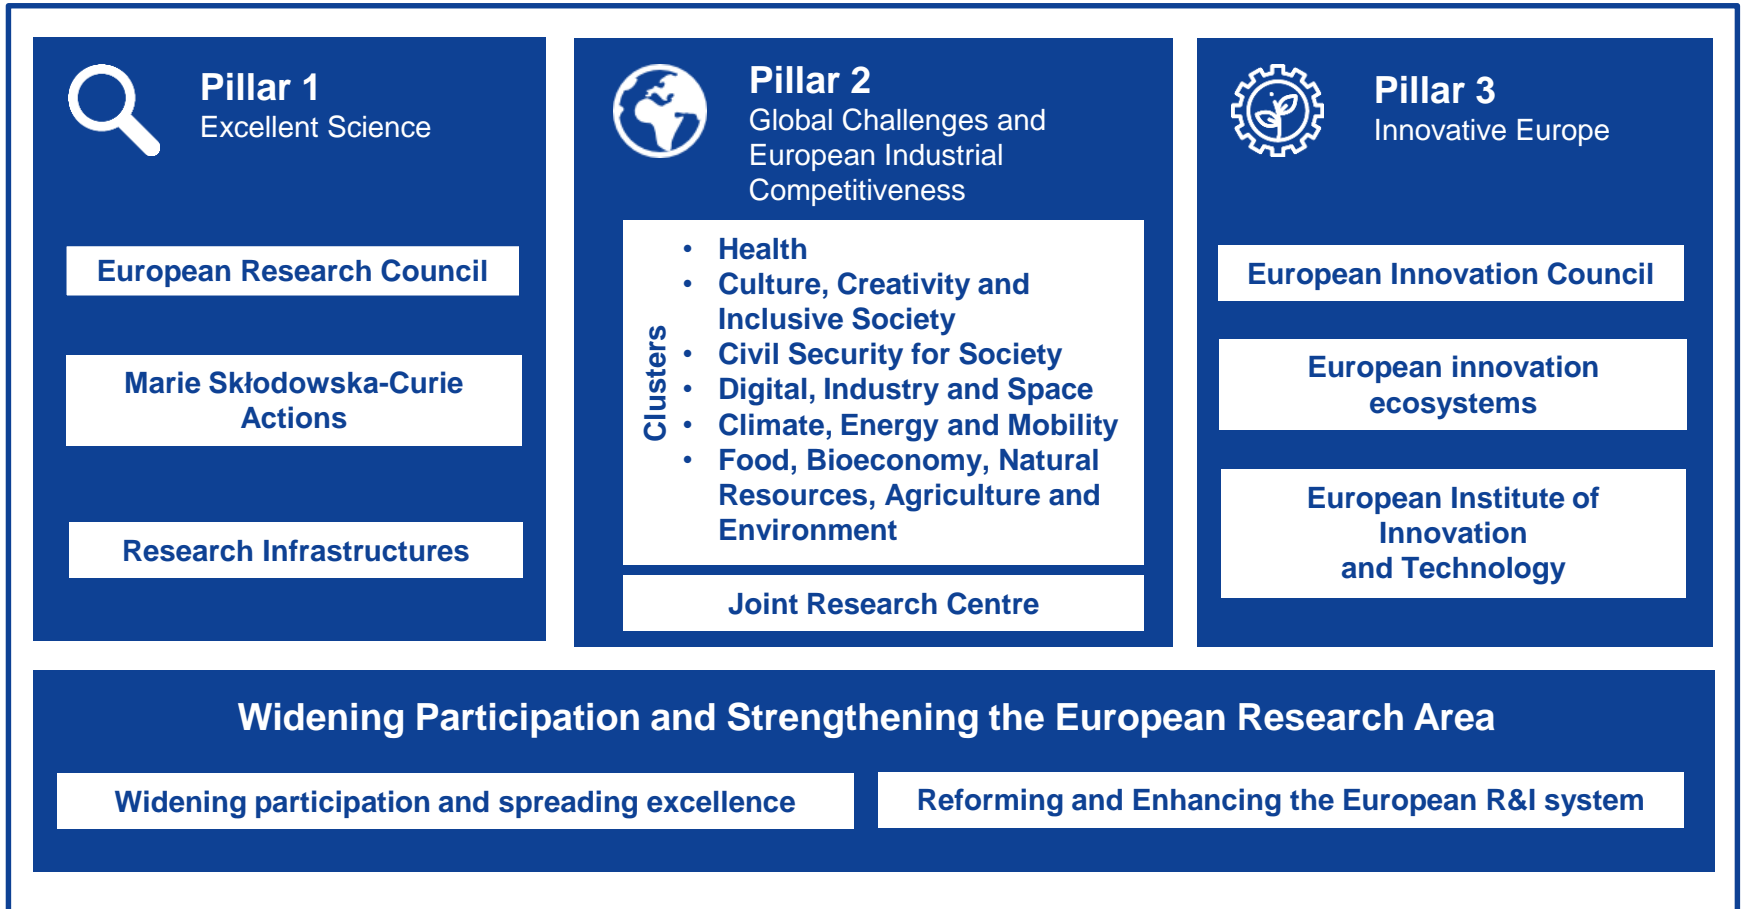 Pillar 1
Excellent Science
European Research Council
Marie Skłodowska-Curie
Actions
Research Infrastructures
Pillar 2
Global Challenges and
European Industrial
Competitiveness
Clusters
• Health
• Culture, Creativity and
Inclusive Society
• Civil Security for Society
• Digital, Industry and Space
• Climate, Energy and Mobility
• Food, Bioeconomy, Natural
Resources, Agriculture and
Environment
Joint Research Centre
Pillar 3
Innovative Europe
European Innovation Council
European innovation
ecosystems
European Institute of
Innovation
and Technology
Widening Participation and Strengthening the European Research Area
Widening participation and spreading excellence
Reforming and Enhancing the European R&I system